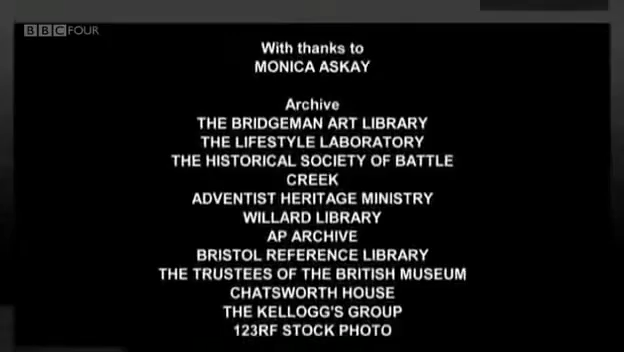 BBC FOUR
With thanks to
MONICA ASKAY
Archive
THE BRIDGEMAN ART LIBRARY
THE LIFESTYLE LABORATORY
THE HISTORICAL SOCIETY OF BATTLE
CREEK
ADVENTIST HERITAGE MINISTRY
WILLARD LIBRARY
AP ARCHIVE
BRISTOL REFERENCE LIBRARY
THE TRUSTEES OF THE BRITISH MUSEUM
CHATSWORTH HOUSE
THE KELLOGG'S GROUP
123RF STOCK PHOTO